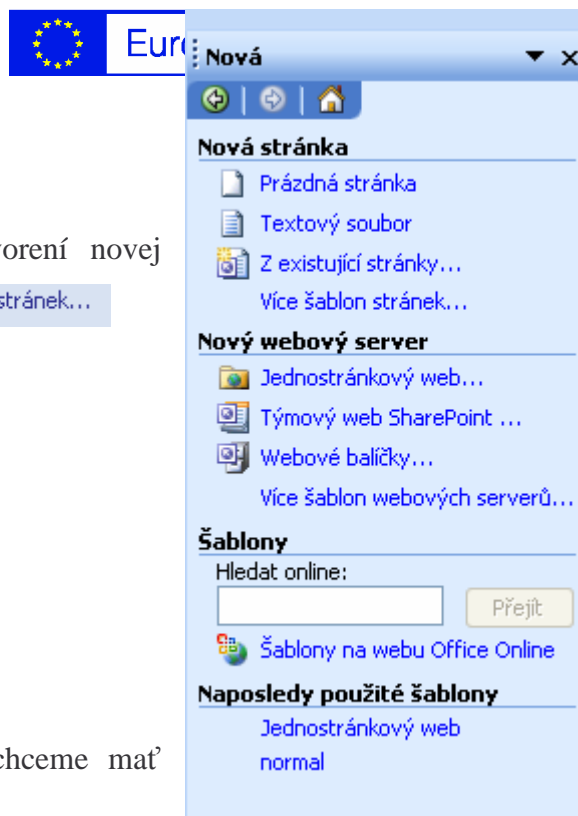 Nová
Nová stránka
Prázdná stránka
Textový soubor
Z existující stránky...
Více šablon stránek...
Nový webový server
Jednostránkový web...
Týmový web SharePoint ...
Webové balíčky...
Více šablon webových serverů...
Šablony
Hledat online:
Přejít
Šablony na webu Office Online
Naposledy použité šablony
Jednostránkový web
normal
novej
stránek...
chceme mať